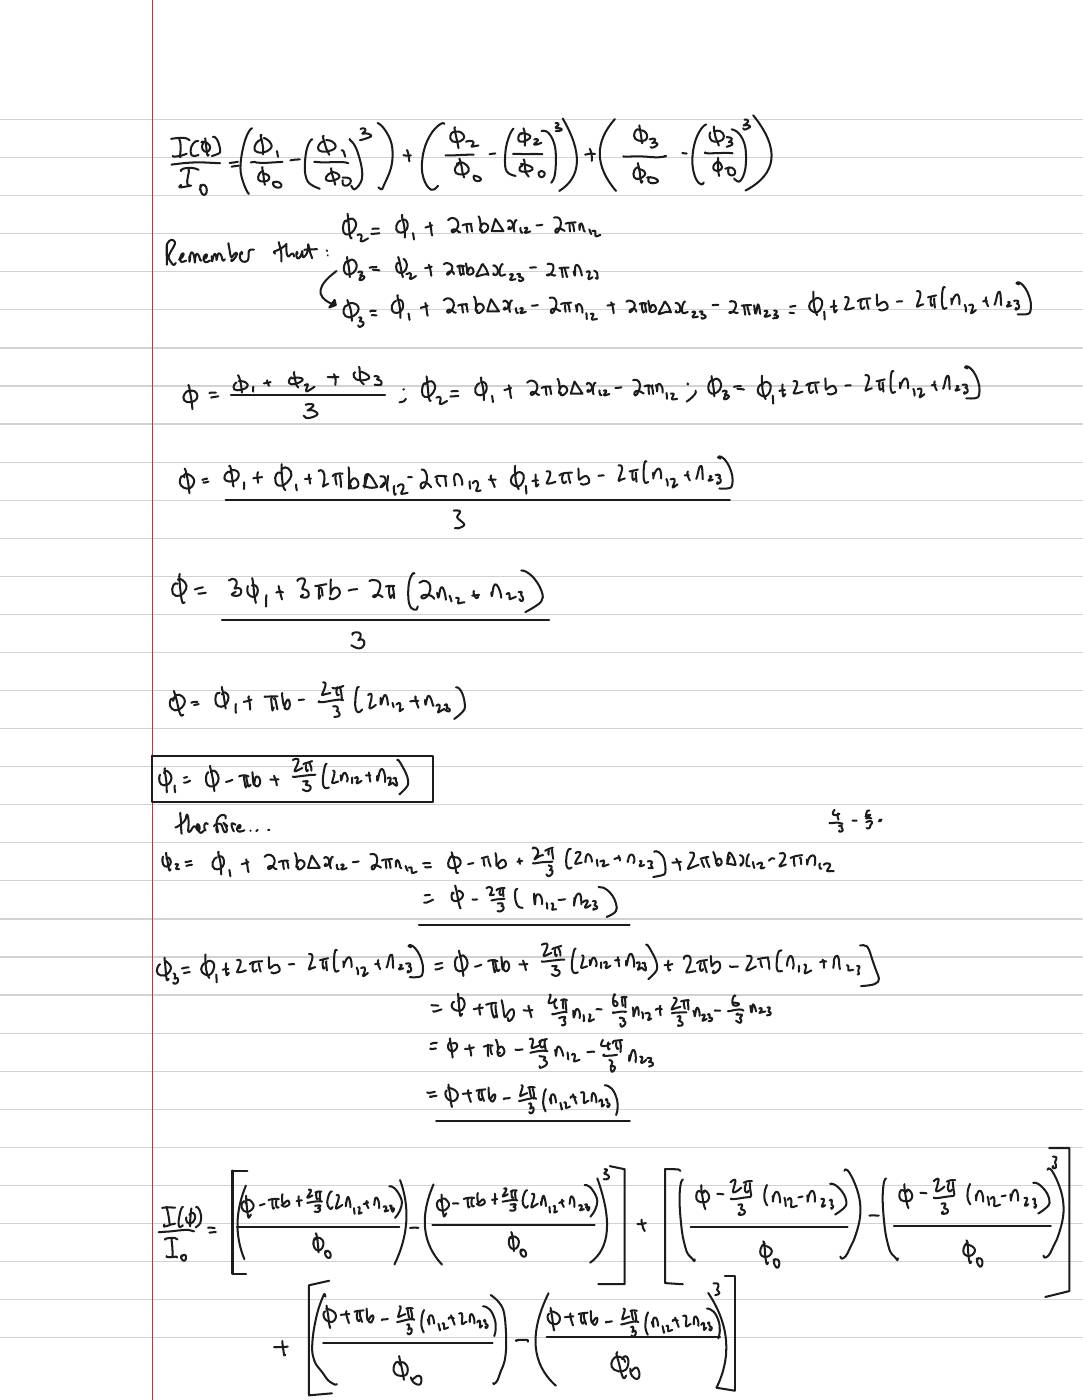 I(φ)/I₀ = (φ₁/φ₀ - (φ₁/φ₀)³) + (φ₂/φ₀ - (φ₂/φ₀)³) + (φ₃/φ₀ - (φ₃/φ₀)³)
φ₂ = φ₁ + 2πbΔx₁₂ - 2πn₁₂
Remember that:
φ₃ = φ₂ + 2πbΔx₂₃ - 2πn₂₃
φ₃ = φ₁ + 2πbΔx₁₂ - 2πn₁₂ + 2πbΔx₂₃ - 2πn₂₃ = φ₁ + 2πb - 2π(n₁₂ + n₂₃)
φ = (φ₁ + φ₂ + φ₃)/3 ; φ₂ = φ₁ + 2πbΔx₁₂ - 2πn₁₂ ; φ₃ = φ₁ + 2πb - 2π(n₁₂ + n₂₃)
φ = (φ₁ + φ₁ + 2πbΔx₁₂ - 2πn₁₂ + φ₁ + 2πb - 2π(n₁₂ + n₂₃))/3
φ = (3φ₁ + 3πb - 2π(2n₁₂ + n₂₃))/3
φ = φ₁ + πb - 2π/3 (2n₁₂ + n₂₃)
φ₁ = φ - πb + 2π/3 (2n₁₂ + n₂₃)
therfore...
φ₂ = φ₁ + 2πbΔx₁₂ - 2πn₁₂ = φ - πb + 2π/3 (2n₁₂ + n₂₃) + 2πbΔx₁₂ - 2πn₁₂
= φ - 2π/3 (n₁₂ - n₂₃)
φ₃ = φ₁ + 2πb - 2π(n₁₂ + n₂₃) = φ - πb + 2π/3 (2n₁₂ + n₂₃) + 2πb - 2π(n₁₂ + n₂₃)
= φ + πb + 4π/3 n₁₂ - 6π/3 n₁₂ + 2π/3 n₂₃ - 6/3 n₂₃
= φ + πb - 2π/3 n₁₂ - 4π/3 n₂₃
= φ + πb - 2π/3 (n₁₂ + 2n₂₃)
I(φ)/I₀ = [((φ - πb + 2π/3 (2n₁₂ + n₂₃))/φ₀) - ((φ - πb + 2π/3 (2n₁₂ + n₂₃))/φ₀)³] + [((φ - 2π/3 (n₁₂ - n₂₃))/φ₀) - ((φ - 2π/3 (n₁₂ - n₂₃))/φ₀)³]
+ [((φ + πb - 2π/3 (n₁₂ + 2n₂₃))/φ₀) - ((φ + πb - 2π/3 (n₁₂ + 2n₂₃))/φ₀)³]